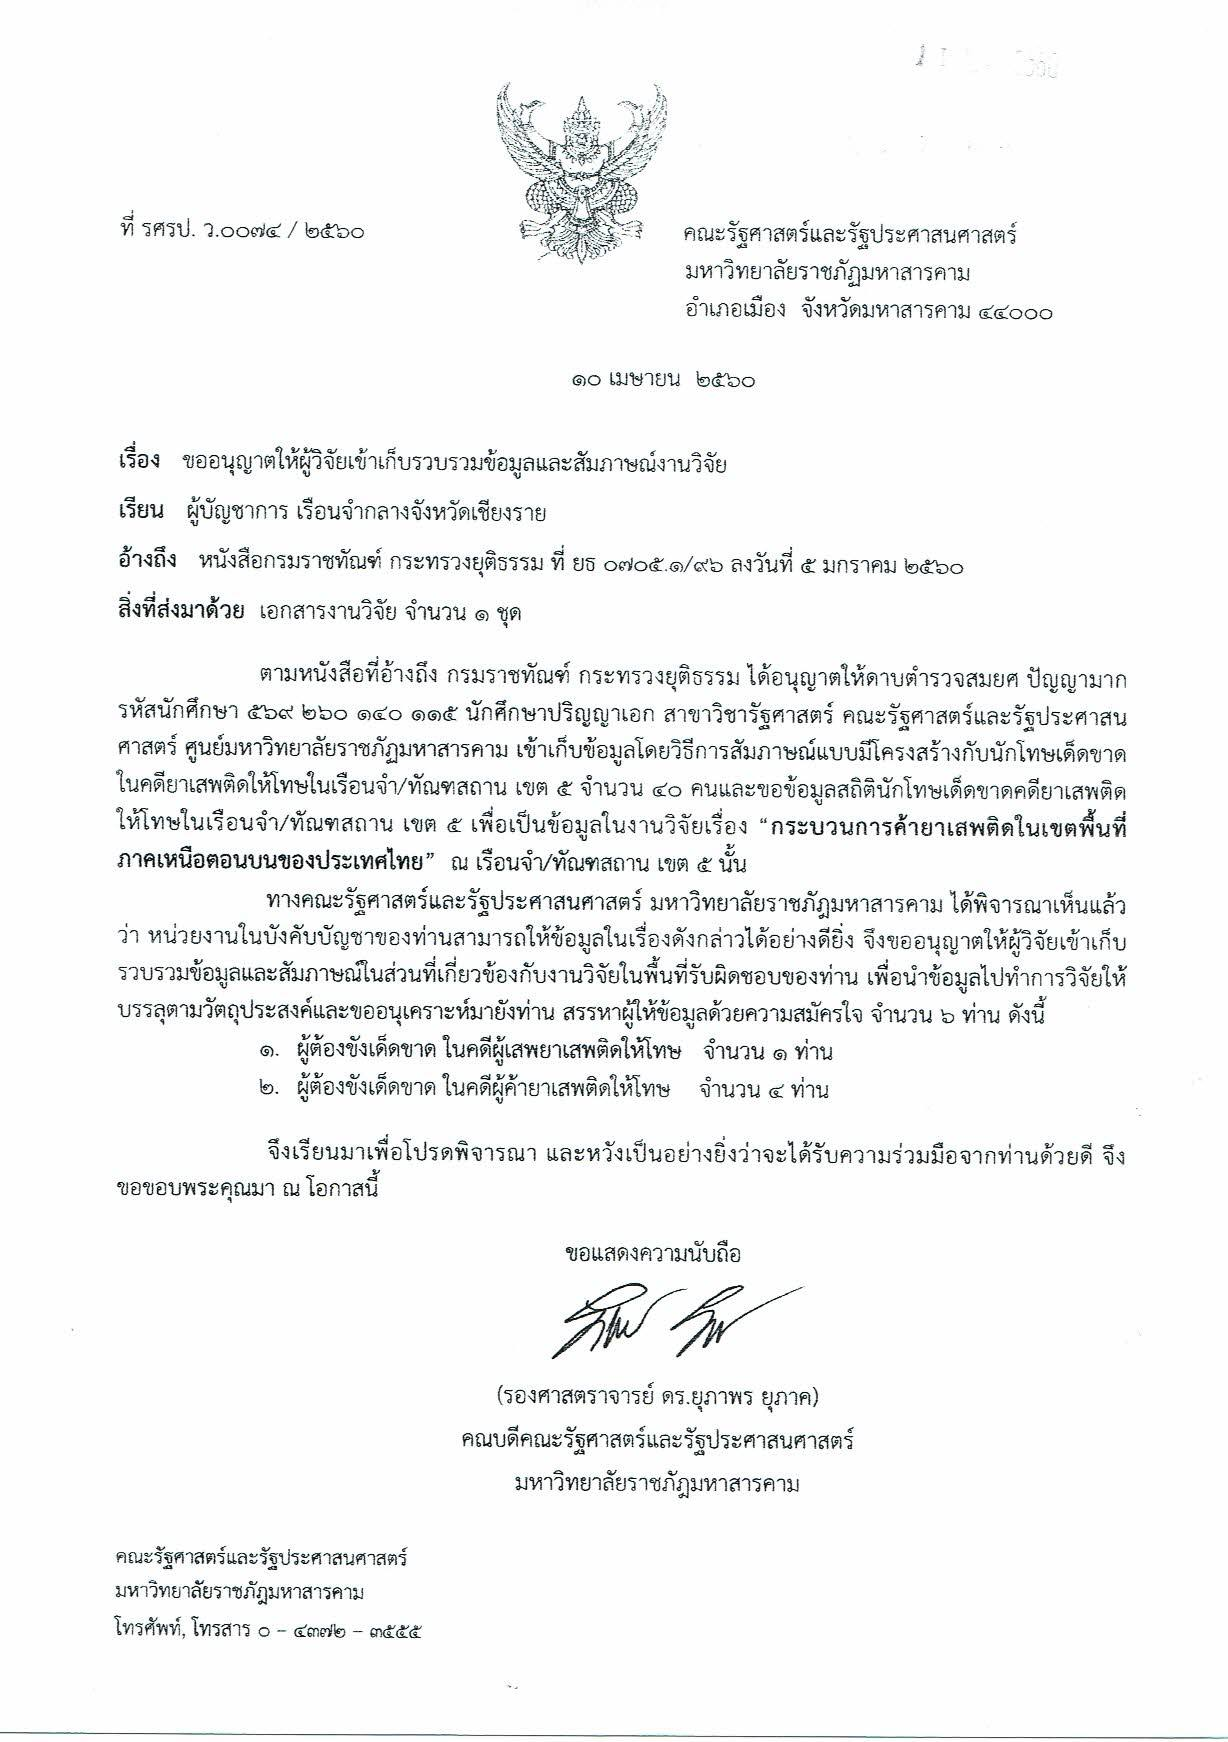 ที่ รศรป. ว.๐๐๗๔ / ๒๕๖๐
คณะรัฐศาสตร์และรัฐประศาสนศาสตร์
มหาวิทยาลัยราชภัฏมหาสารคาม
อำเภอเมือง จังหวัดมหาสารคาม ๔๔๐๐๐
๑๐ เมษายน ๒๕๖๐
เรื่อง ขออนุญาตให้ผู้วิจัยเข้าเก็บรวบรวมข้อมูลและสัมภาษณ์งานวิจัย
เรียน ผู้บัญชาการ เรือนจำกลางจังหวัดเชียงราย
อ้างถึง หนังสือกรมราชทัณฑ์ กระทรวงยุติธรรม ที่ ยธ ๐๗๐๕.๑/๙๖ ลงวันที่ ๕ มกราคม ๒๕๖๐
สิ่งที่ส่งมาด้วย เอกสารงานวิจัย จำนวน ๑ ชุด
ตามหนังสือที่อ้างถึง กรมราชทัณฑ์ กระทรวงยุติธรรม ได้อนุญาตให้ดาบตำรวจสมยศ ปัญญามาก
รหัสนักศึกษา ๕๖๙ ๒๖๐ ๑๔๐ ๑๑๕ นักศึกษาปริญญาเอก สาขาวิชารัฐศาสตร์ คณะรัฐศาสตร์และรัฐประศาสน
ศาสตร์ ศูนย์มหาวิทยาลัยราชภัฏมหาสารคาม เข้าเก็บข้อมูลโดยวิธีการสัมภาษณ์แบบมีโครงสร้างกับนักโทษเด็ดขาด
ในคดียาเสพติดให้โทษในเรือนจำ/ทัณฑสถาน เขต ๕ จำนวน ๔๐ คนและขอข้อมูลสถิตินักโทษเด็ดขาดคดียาเสพติด
ให้โทษในเรือนจำ/ทัณฑสถาน เขต ๕ เพื่อเป็นข้อมูลในงานวิจัยเรื่อง “กระบวนการค้ายาเสพติดในเขตพื้นที่
ภาคเหนือตอนบนของประเทศไทย” ณ เรือนจำ/ทัณฑสถาน เขต ๕ นั้น
ทางคณะรัฐศาสตร์และรัฐประศาสนศาสตร์ มหาวิทยาลัยราชภัฏมหาสารคาม ได้พิจารณาเห็นแล้ว
ว่า หน่วยงานในบังคับบัญชาของท่านสามารถให้ข้อมูลในเรื่องดังกล่าวได้อย่างดียิ่ง จึงขออนุญาตให้ผู้วิจัยเข้าเก็บ
รวบรวมข้อมูลและสัมภาษณ์ในส่วนที่เกี่ยวข้องกับงานวิจัยในพื้นที่รับผิดชอบของท่าน เพื่อนำข้อมูลไปทำการวิจัยให้
บรรลุตามวัตถุประสงค์และขออนุเคราะห์มายังท่าน สรรหาผู้ให้ข้อมูลด้วยความสมัครใจ จำนวน ๖ ท่าน ดังนี้
๑. ผู้ต้องขังเด็ดขาด ในคดีผู้เสพยาเสพติดให้โทษ จำนวน ๑ ท่าน
๒. ผู้ต้องขังเด็ดขาด ในคดีผู้ค้ายาเสพติดให้โทษ จำนวน ๔ ท่าน
จึงเรียนมาเพื่อโปรดพิจารณา และหวังเป็นอย่างยิ่งว่าจะได้รับความร่วมมือจากท่านด้วยดี จึง
ขอขอบพระคุณมา ณ โอกาสนี้
ขอแสดงความนับถือ
(รองศาสตราจารย์ ดร.ยุภาพร ยุภาศ)
คณบดีคณะรัฐศาสตร์และรัฐประศาสนศาสตร์
มหาวิทยาลัยราชภัฏมหาสารคาม
คณะรัฐศาสตร์และรัฐประศาสนศาสตร์
มหาวิทยาลัยราชภัฏมหาสารคาม
โทรศัพท์, โทรสาร ๐ – ๔๓๗๒ – ๓๕๕๕